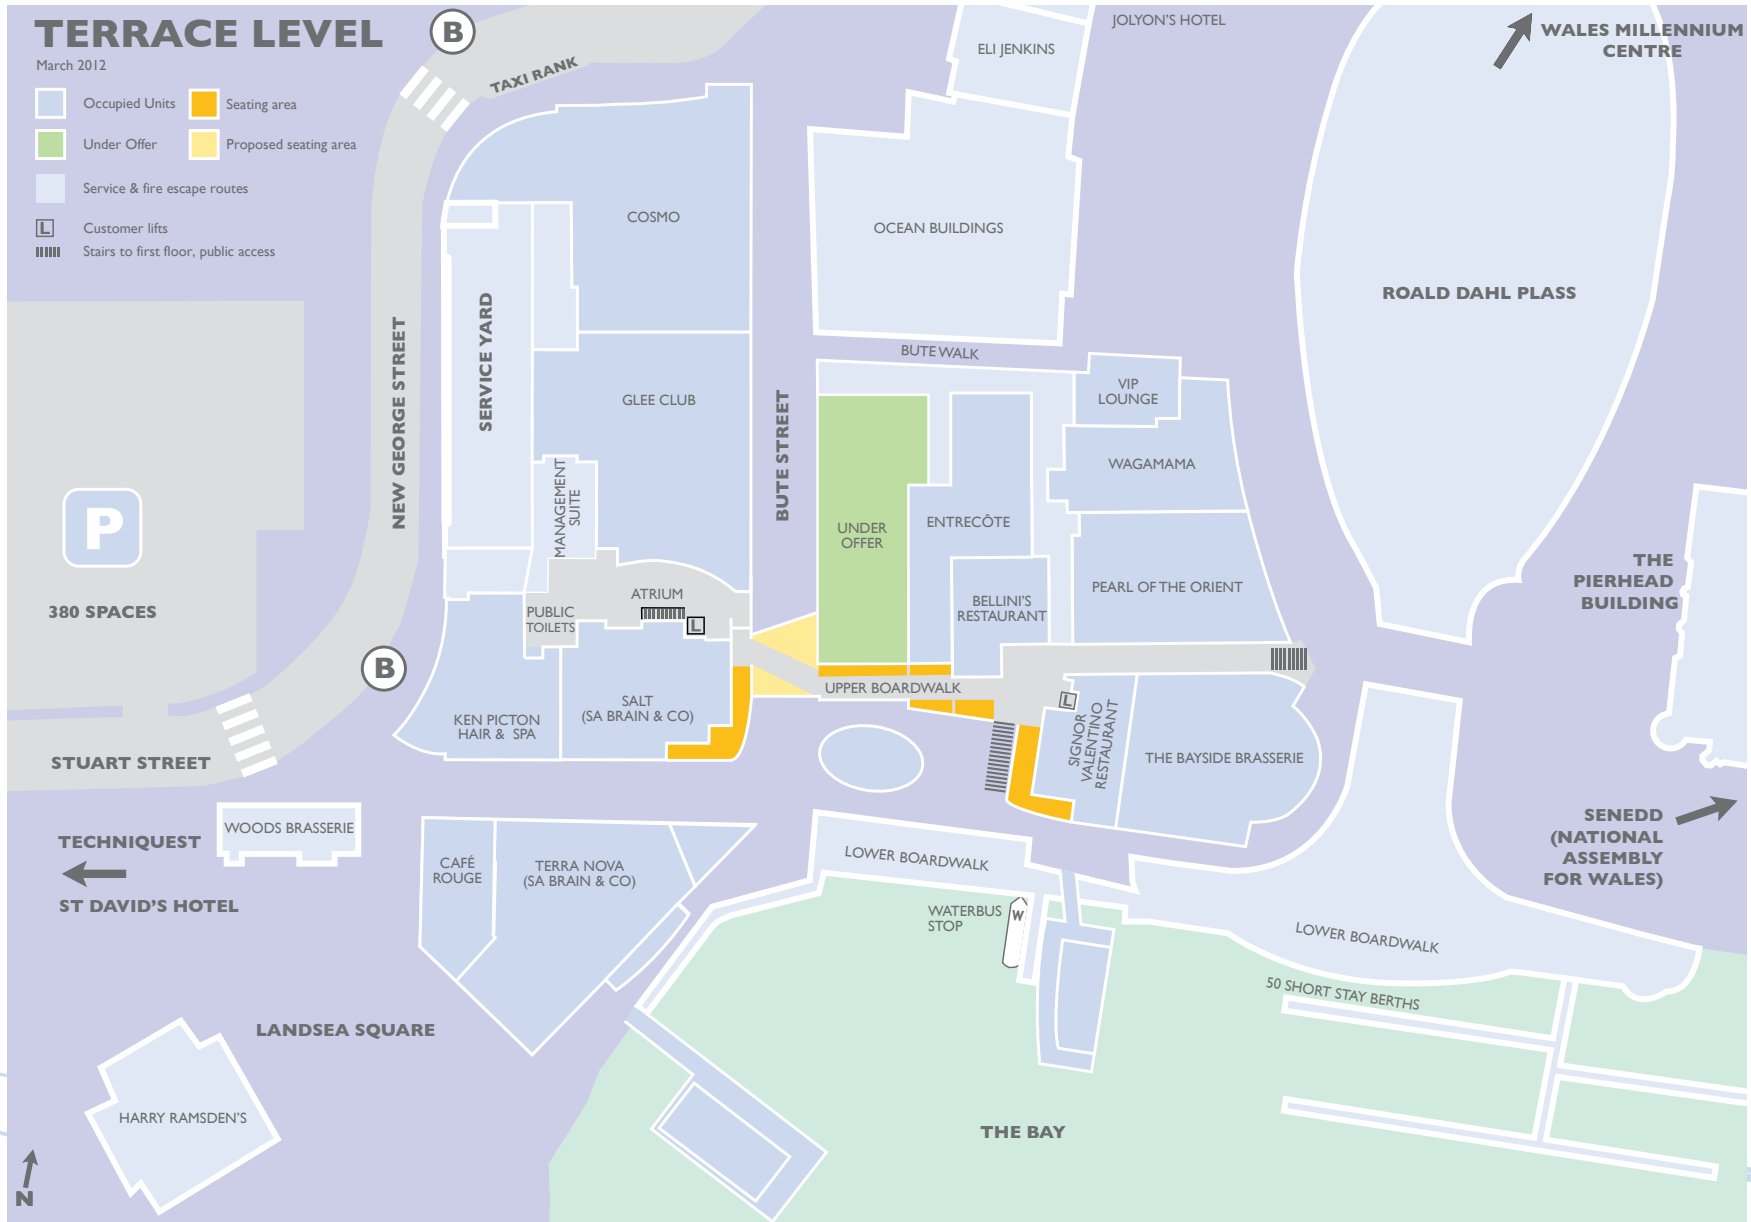 TERRACE LEVEL
March 2012
Occupied Units
Seating area
Under Offer
Proposed seating area
Service & fire escape routes
L
Customer lifts
Stairs to first floor, public access
B
TAXI RANK
JOLYON'S HOTEL
ELI JENKINS
WALES MILLENNIUM
CENTRE
COSMO
OCEAN BUILDINGS
ROALD DAHL PLASS
NEW GEORGE STREET
SERVICE YARD
BUTE WALK
GLEE CLUB
BUTE STREET
VIP
LOUNGE
WAGAMAMA
MANAGEMENT
SUITE
UNDER
OFFER
ENTRECÔTE
P
380 SPACES
THE
PIERHEAD
BUILDING
PEARL OF THE ORIENT
BELLINI'S
RESTAURANT
ATRIUM
PUBLIC
TOILETS
L
B
UPPER BOARDWALK
L
SALT
(SA BRAIN & CO)
KEN PICTON
HAIR & SPA
SIGNOR
VALENTINO
RESTAURANT
THE BAYSIDE BRASSERIE
STUART STREET
WOODS BRASSERIE
TECHNIQUEST
ST DAVID'S HOTEL
SENEDD
(NATIONAL
ASSEMBLY
FOR WALES)
CAFÉ
ROUGE
TERRA NOVA
(SA BRAIN & CO)
LOWER BOARDWALK
WATERBUS
STOP
W
LOWER BOARDWALK
50 SHORT STAY BERTHS
LANDSEA SQUARE
HARRY RAMSDEN'S
THE BAY
N